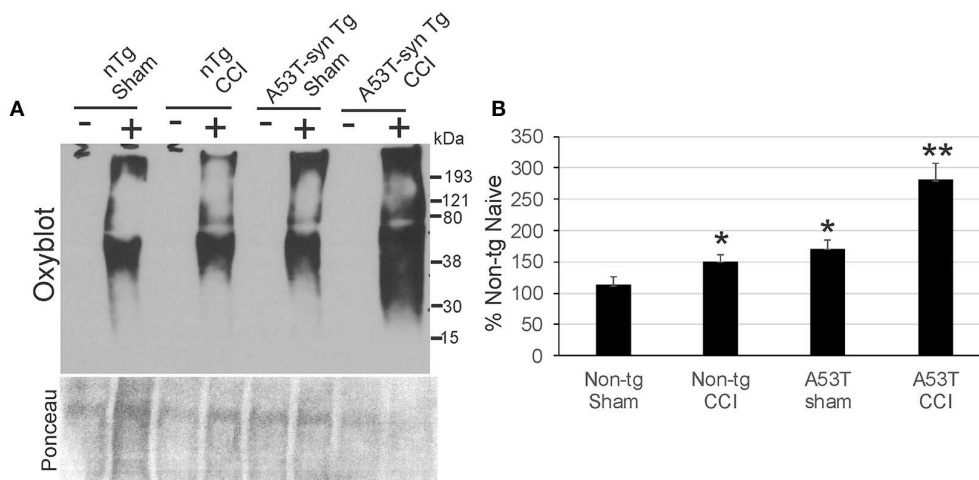 A
nTg
Sham
nTg
CCI
A53T-syn Tg
Sham
A53T-syn Tg
CCI
- + - + - + - +
kDa
193
121
80
38
30
15
Oxyblot
Ponceau
B
% Non-tg Naive
350
300
250
200
150
100
50
0
*
*
**
Non-tg
Sham
Non-tg
CCI
A53T
sham
A53T
CCI